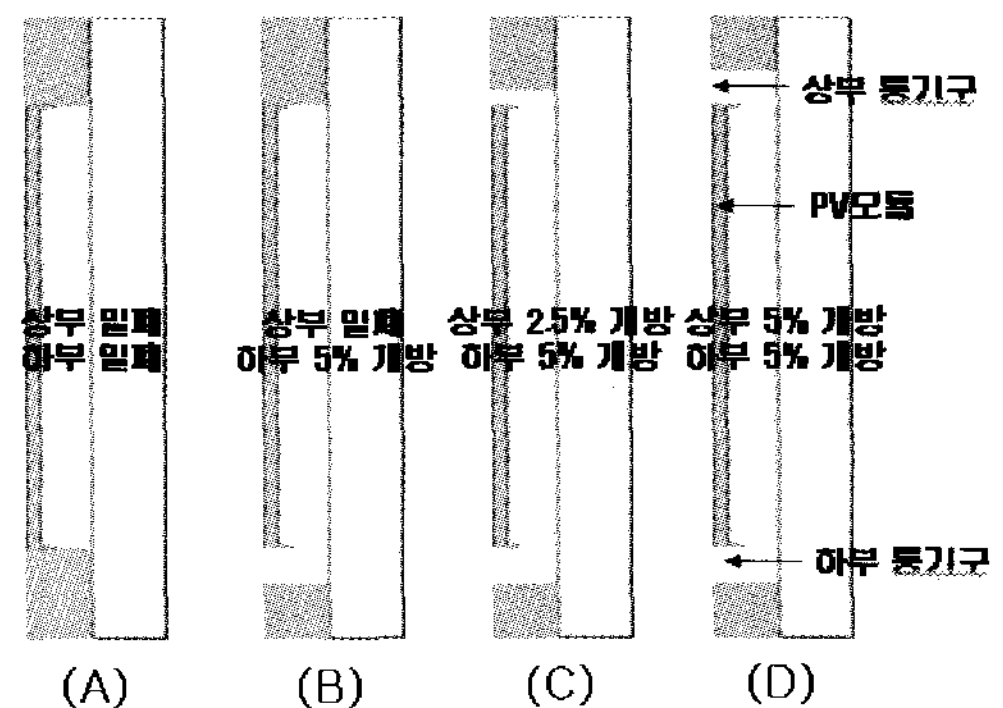 상부 통기구
PV모듈
상부 밀폐
하부 밀폐
상부 밀폐
하부 5% 개방
상부 2.5% 개방
하부 5% 개방
상부 5% 개방
하부 5% 개방
하부 통기구
(A)
(B)
(C)
(D)